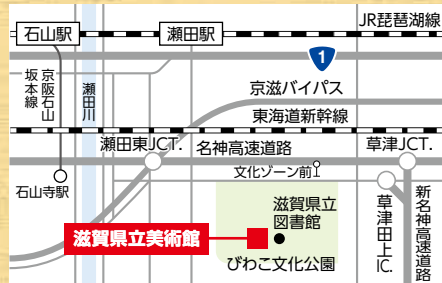 JR琵琶湖線
石山駅
瀬田駅
1
京阪石山
坂本線
瀬田川
京滋バイパス
東海道新幹線
瀬田東JCT.
名神高速道路
草津JCT.
文化ゾーン前
石山寺駅
滋賀県立
図書館
草津田上IC.
新名神高速道路
滋賀県立美術館
びわこ文化公園